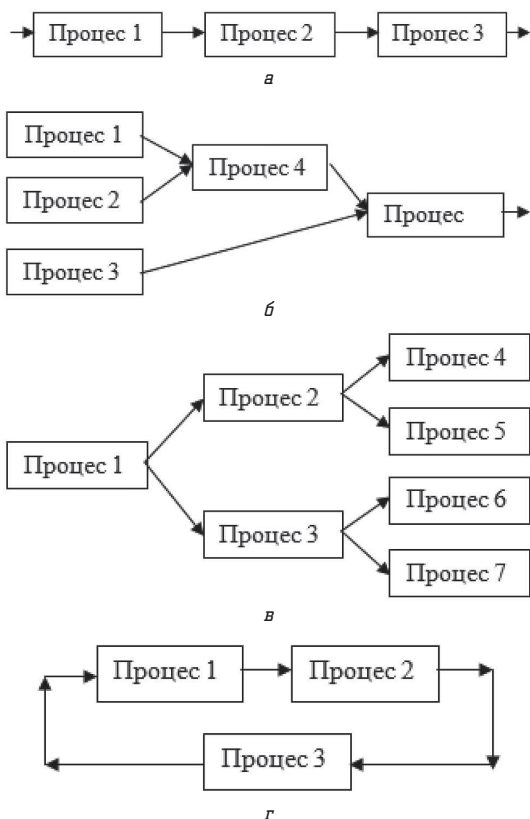 Процес 1 Процес 2 Процес 3
а
Процес 1
Процес 4
Процес 2
Процес
Процес 3
б
Процес 4
Процес 2
Процес 5
Процес 1
Процес 6
Процес 3
Процес 7
в
Процес 1 Процес 2
Процес 3
г